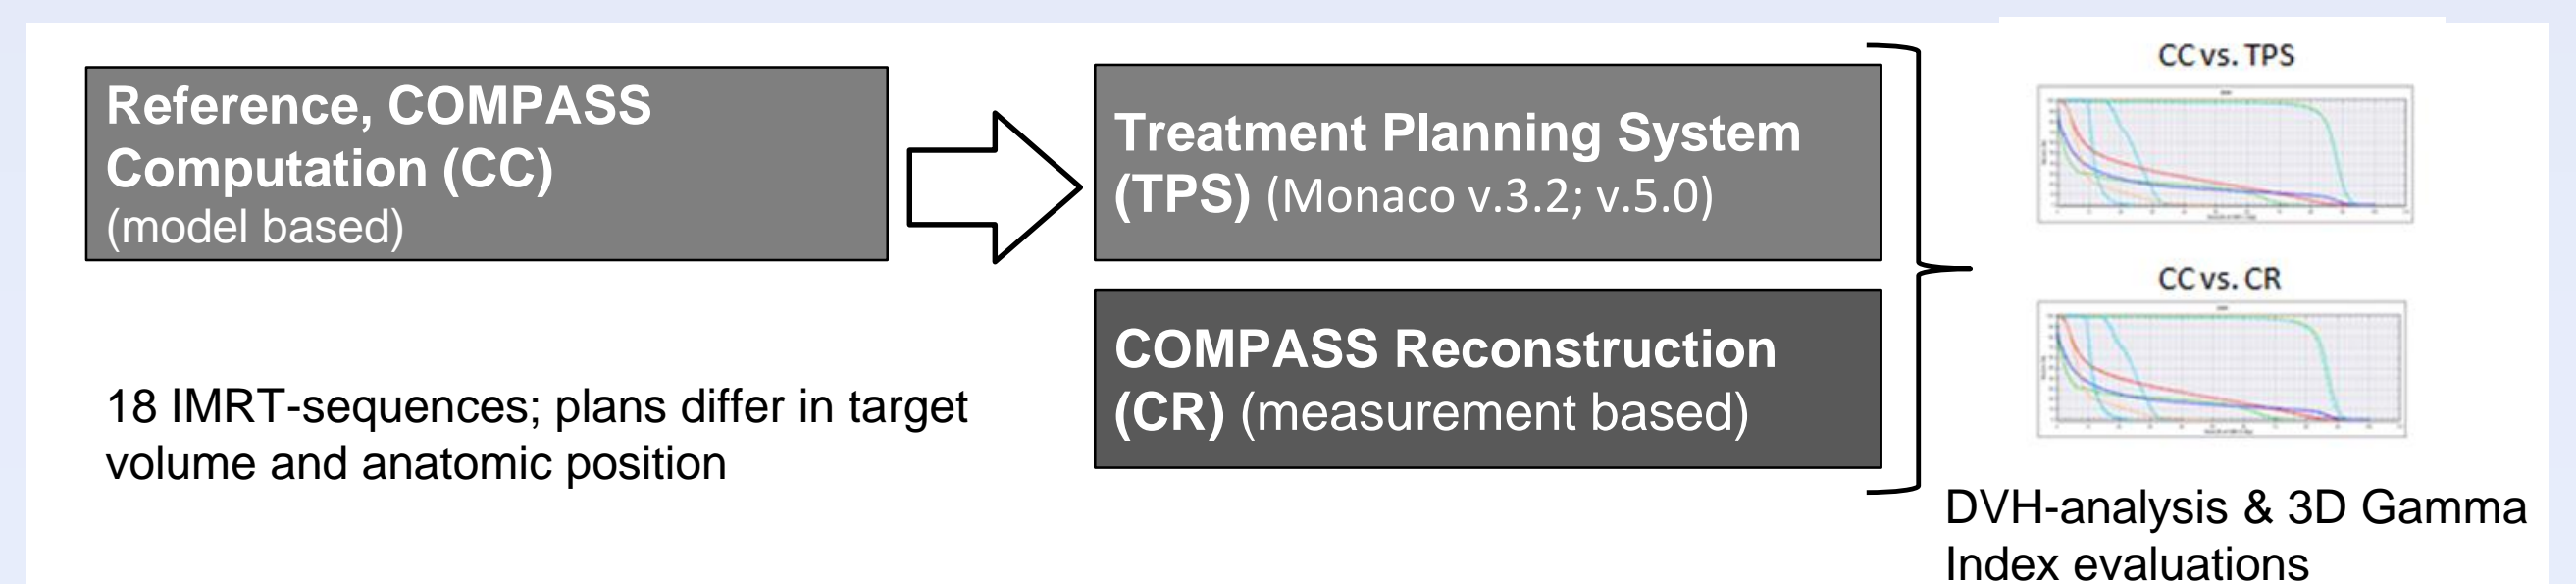 Reference, COMPASS
Computation (CC)
(model based)
18 IMRT-sequences; plans differ in target
volume and anatomic position
Treatment Planning System
(TPS) (Monaco v.3.2; v.5.0)
COMPASS Reconstruction
(CR) (measurement based)
CC vs. TPS
CC vs. CR
DVH-analysis & 3D Gamma
Index evaluations